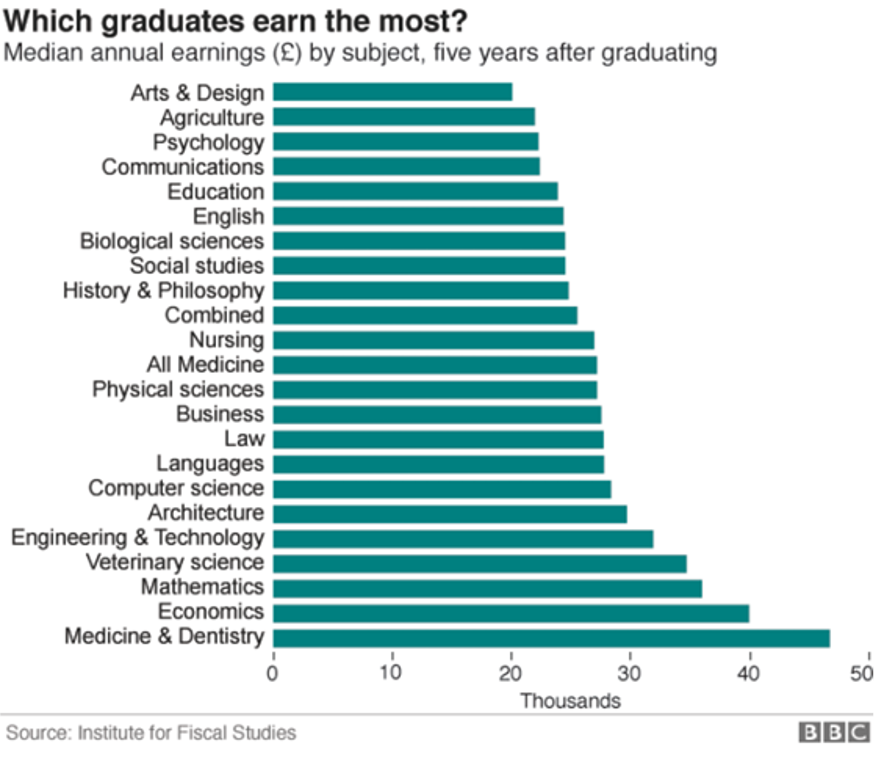 Which graduates earn the most?
Median annual earnings (£) by subject, five years after graduating
Arts & Design
Agriculture
Psychology
Communications
Education
English
Biological sciences
Social studies
History & Philosophy
Combined
Nursing
All Medicine
Physical sciences
Business
Law
Languages
Computer science
Architecture
Engineering & Technology
Veterinary science
Mathematics
Economics
Medicine & Dentistry
0 10 20 30 40 50
Thousands
Source: Institute for Fiscal Studies
BBC